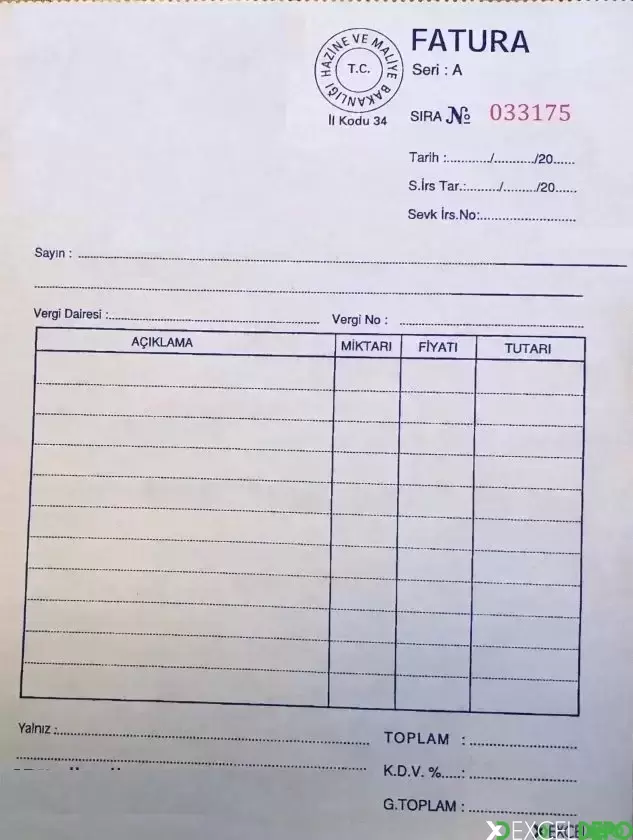 HAZİNE VE MALİYE BAKANLIĞI
T.C.
İl Kodu 34
FATURA
Seri : A
SIRA № 033175
Tarih :............/.........../20......
S.İrs Tar.:......../........./20......
Sevk İrs.No:..........................
Sayın : ....................................................................
Vergi Dairesi :............................................ Vergi No : ......................................
AÇIKLAMA MİKTARI FİYATI TUTARI
Yalnız :................................................................ TOPLAM : ......................
K.D.V. %.....: ......................
G.TOPLAM : ......................
EXCELDEPO